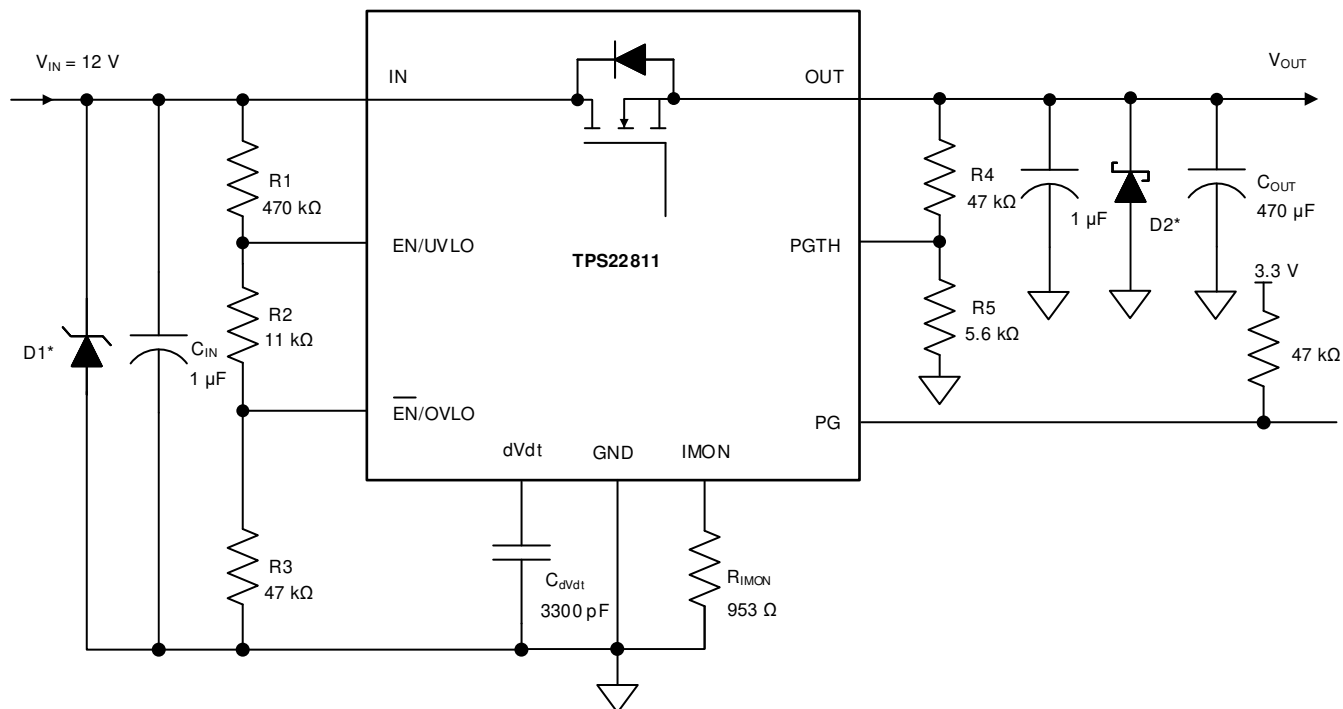 V_IN = 12 V
IN
OUT
V_OUT
R1
470 kΩ
R4
47 kΩ
1 µF
D2*
C_OUT
470 µF
EN/UVLO
TPS22811
PGTH
3.3 V
R2
11 kΩ
R5
5.6 kΩ
47 kΩ
D1*
C_IN
1 µF
EN/OVLO
PG
dVdt
GND
IMON
R3
47 kΩ
C_dVdt
3300 pF
R_IMON
953 Ω